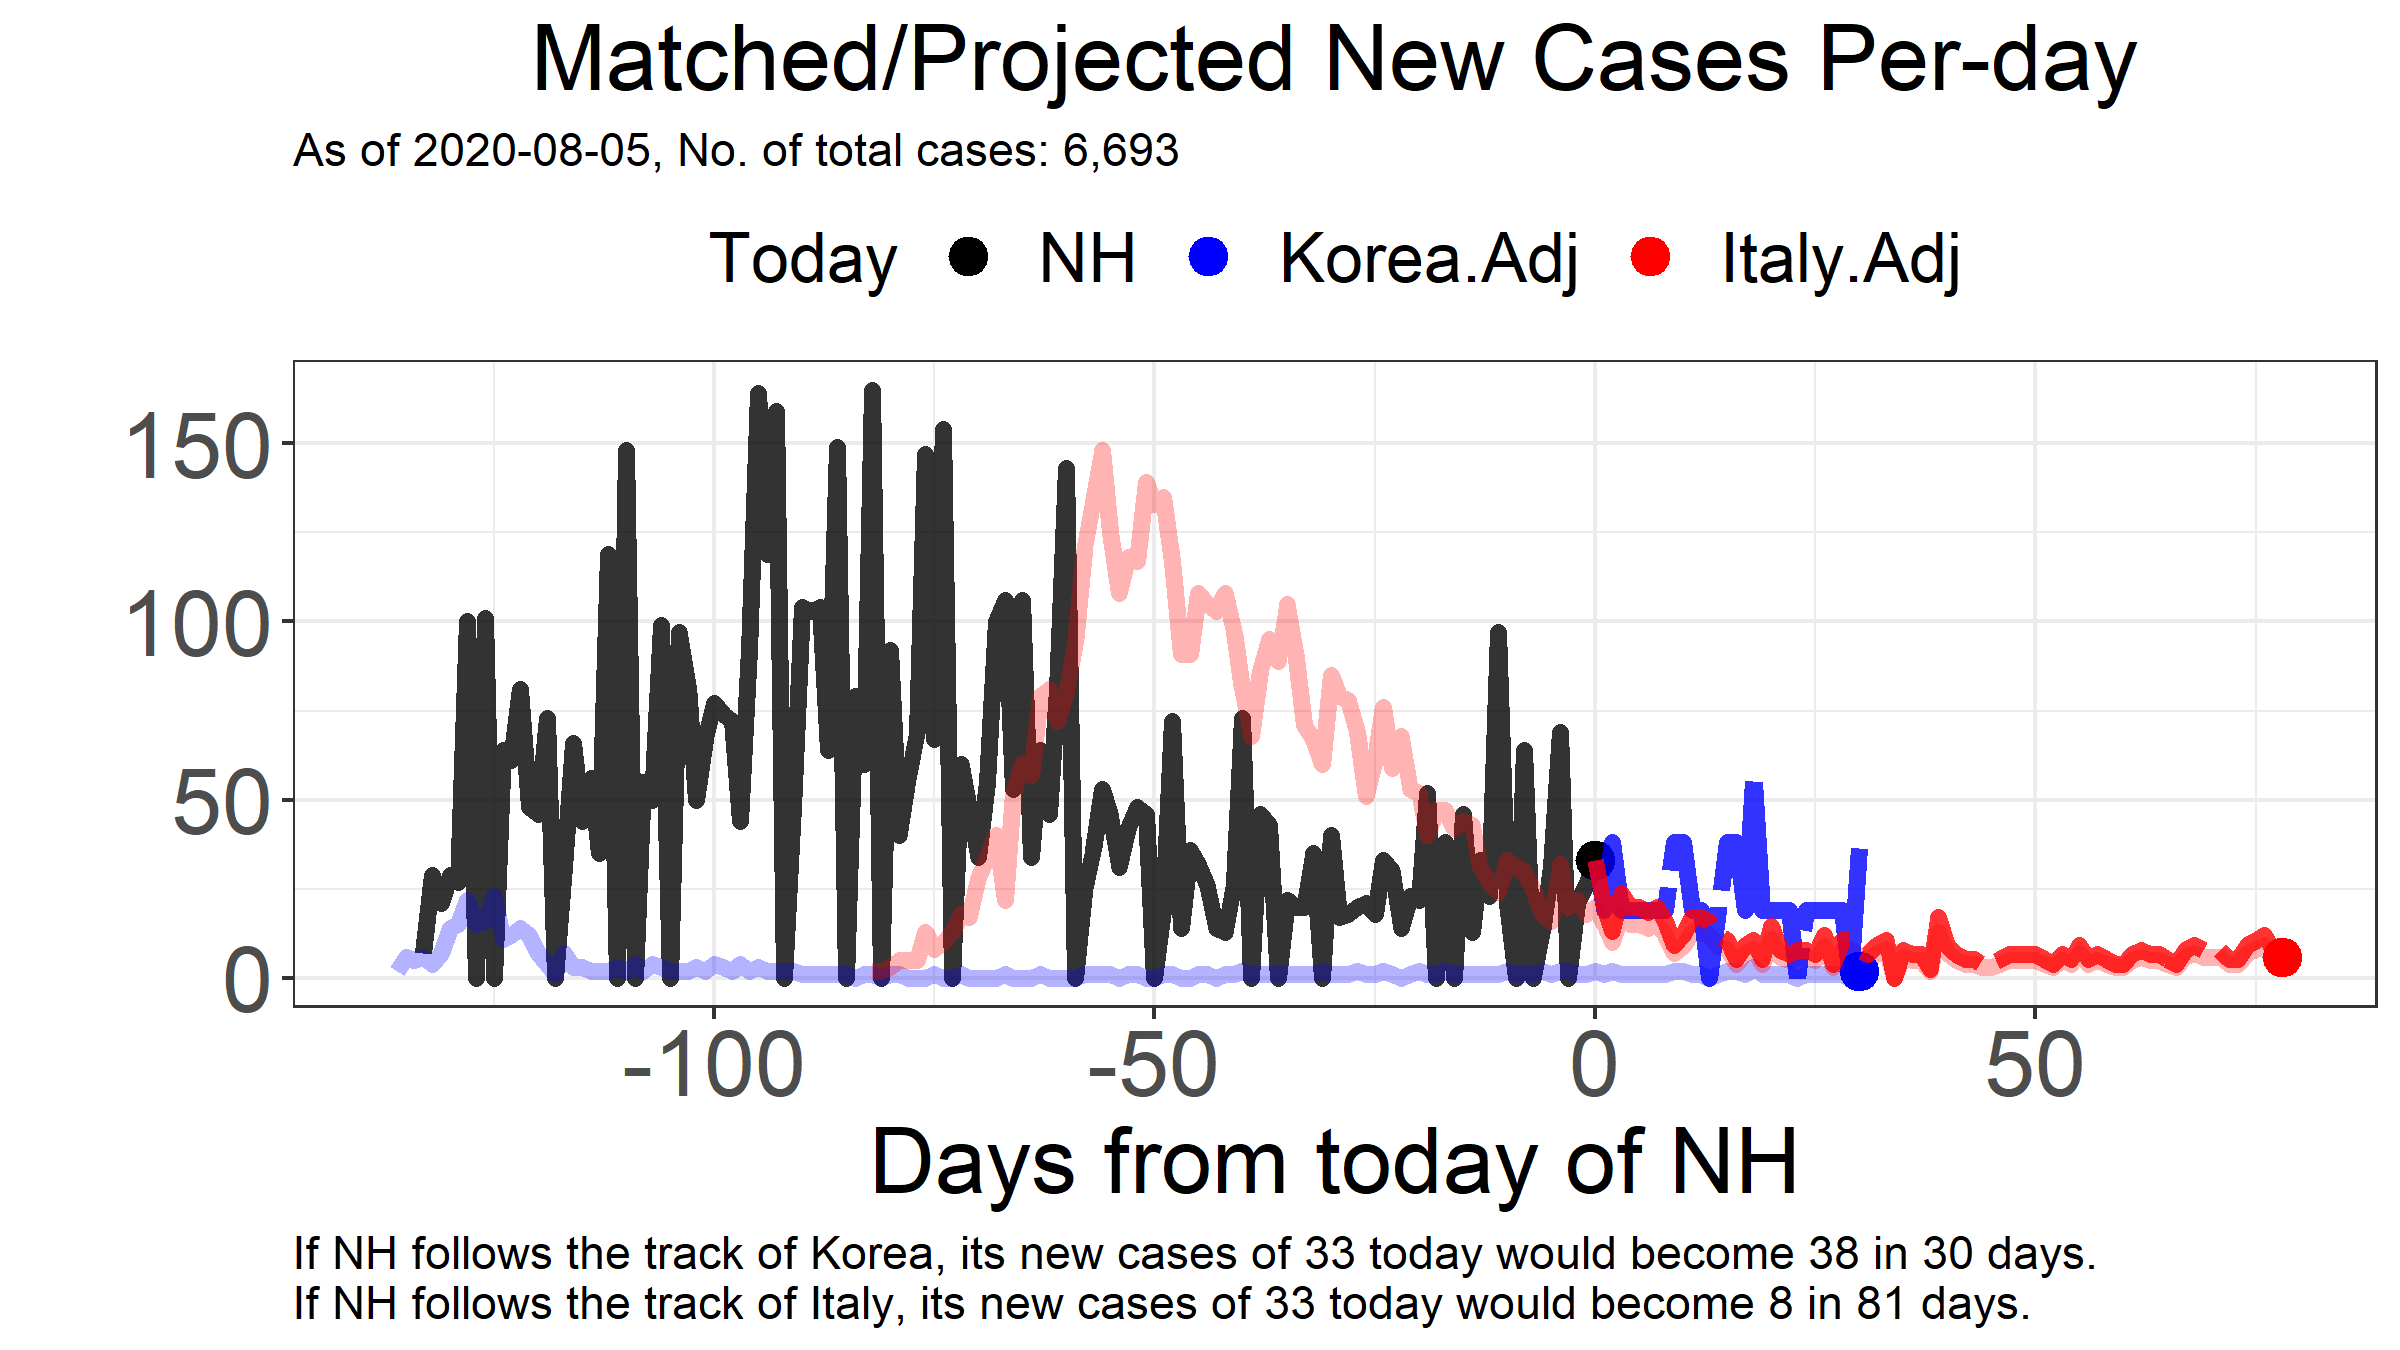 Matched/Projected New Cases Per-day
As of 2020-08-05, No. of total cases: 6,693
Today NH Korea.Adj Italy.Adj
150
100
50
0
-100 -50 0 50
Days from today of NH
If NH follows the track of Korea, its new cases of 33 today would become 38 in 30 days.
If NH follows the track of Italy, its new cases of 33 today would become 8 in 81 days.